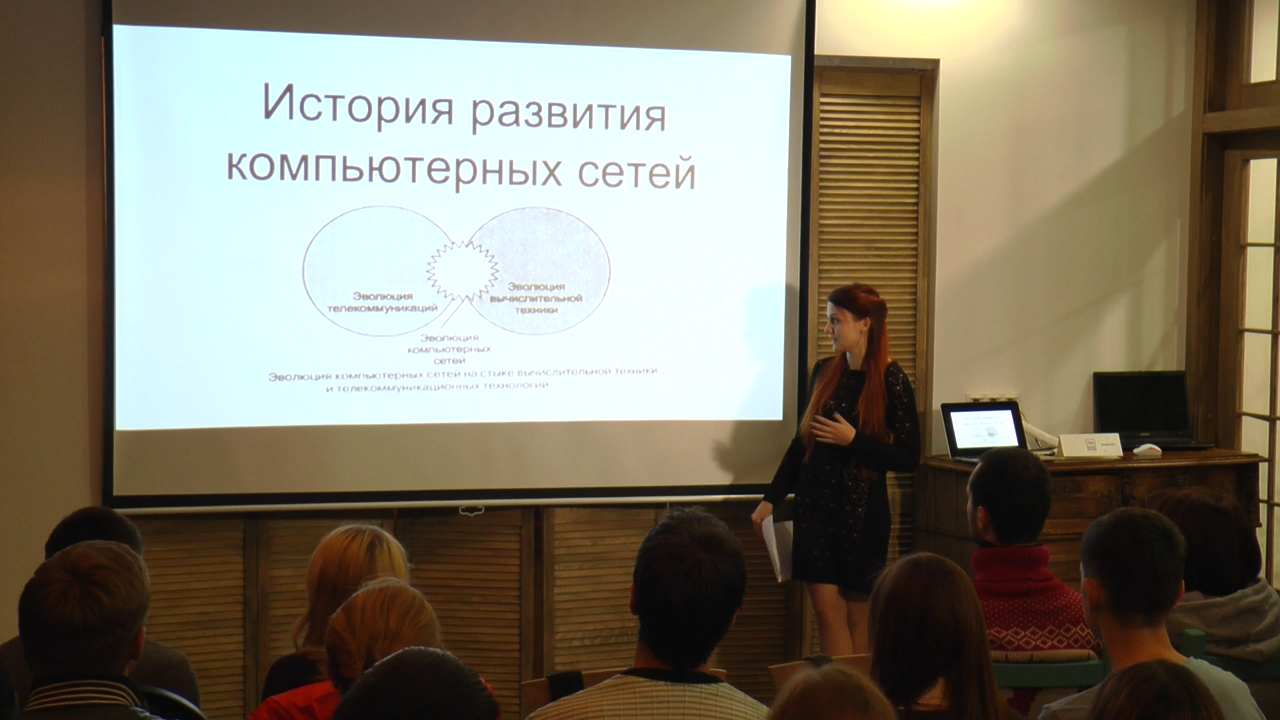 История развития
компьютерных сетей
Эволюция
телекоммуникаций
Эволюция
вычислительной
техники
Эволюция
компьютерных
сетей
Эволюция компьютерных сетей на стыке вычислительной техники
и телекоммуникационных технологий